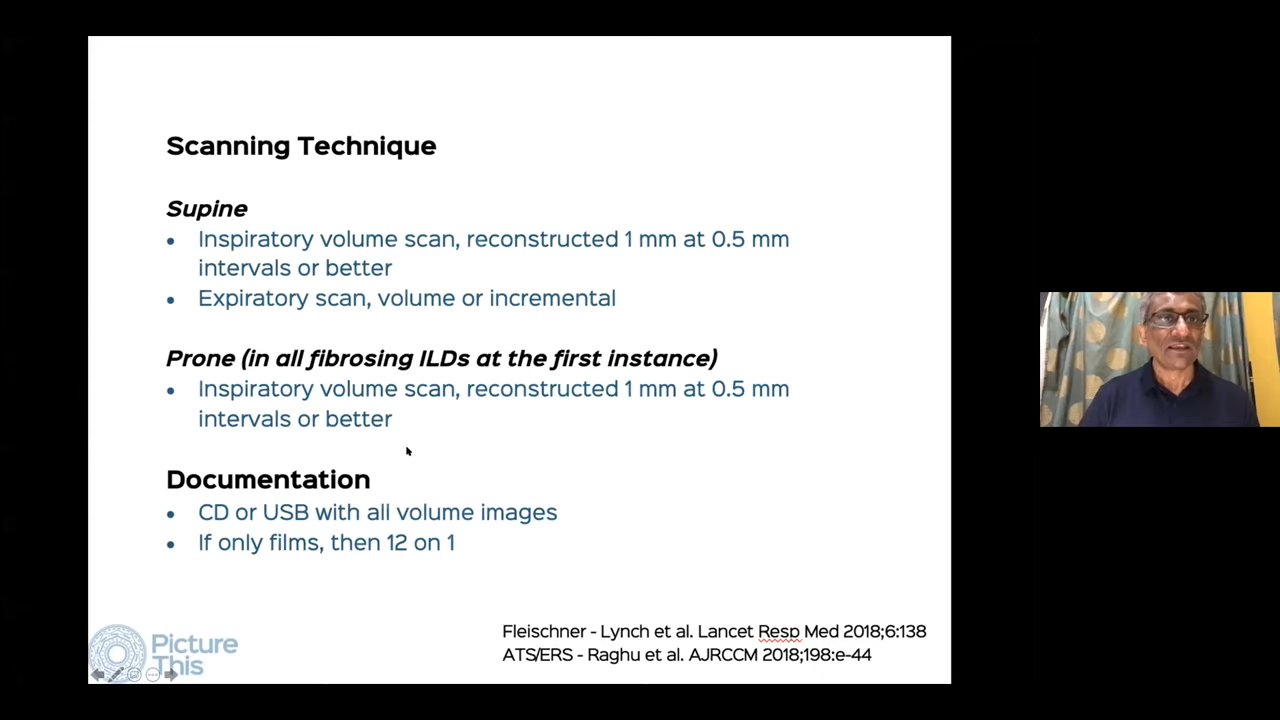 Scanning Technique
Supine
• Inspiratory volume scan, reconstructed 1 mm at 0.5 mm
intervals or better
• Expiratory scan, volume or incremental
Prone (in all fibrosing ILDs at the first instance)
• Inspiratory volume scan, reconstructed 1 mm at 0.5 mm
intervals or better
Documentation
• CD or USB with all volume images
• If only films, then 12 on 1
Picture
This
Fleischner - Lynch et al. Lancet Resp Med 2018;6:138
ATS/ERS - Raghu et al. AJRCCM 2018;198:e-44